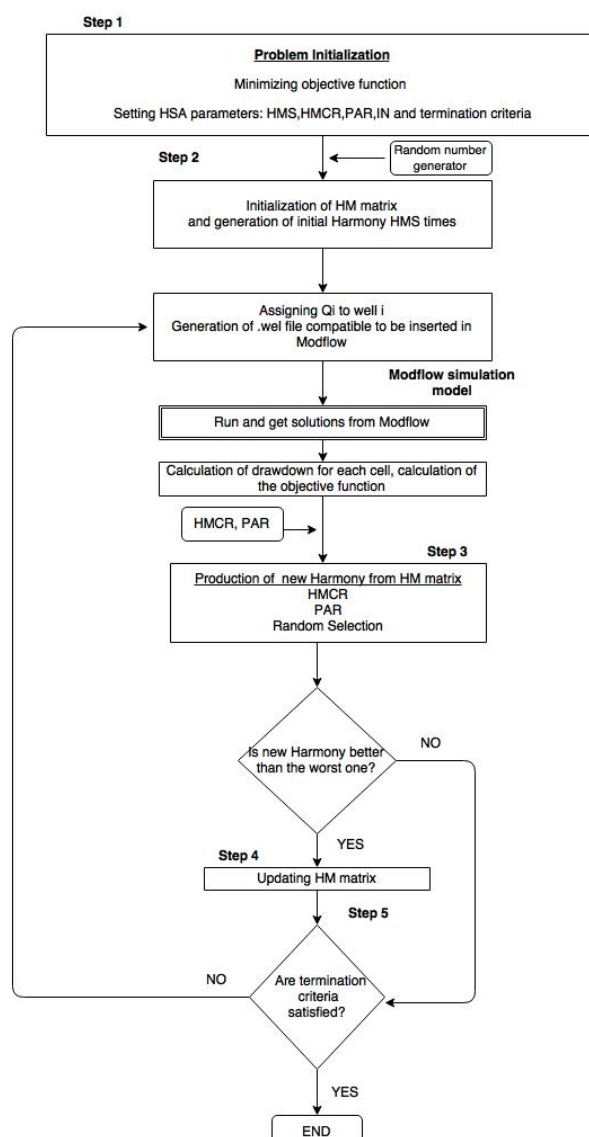 Step 1
Problem Initialization
Minimizing objective function
Setting HSA parameters: HMS,HMCR,PAR,IN and termination criteria
Step 2
Random number
generator
Initialization of HM matrix
and generation of initial Harmony HMS times
Assigning Qi to well i
Generation of .wel file compatible to be inserted in
Modflow
Modflow simulation
model
Run and get solutions from Modflow
Calculation of drawdown for each cell, calculation of
the objective function
HMCR, PAR
Step 3
Production of new Harmony from HM matrix
HMCR
PAR
Random Selection
Is new Harmony better
than the worst one?
NO
YES
Step 4
Updating HM matrix
Step 5
NO
Are termination
criteria
satisfied?
YES
END